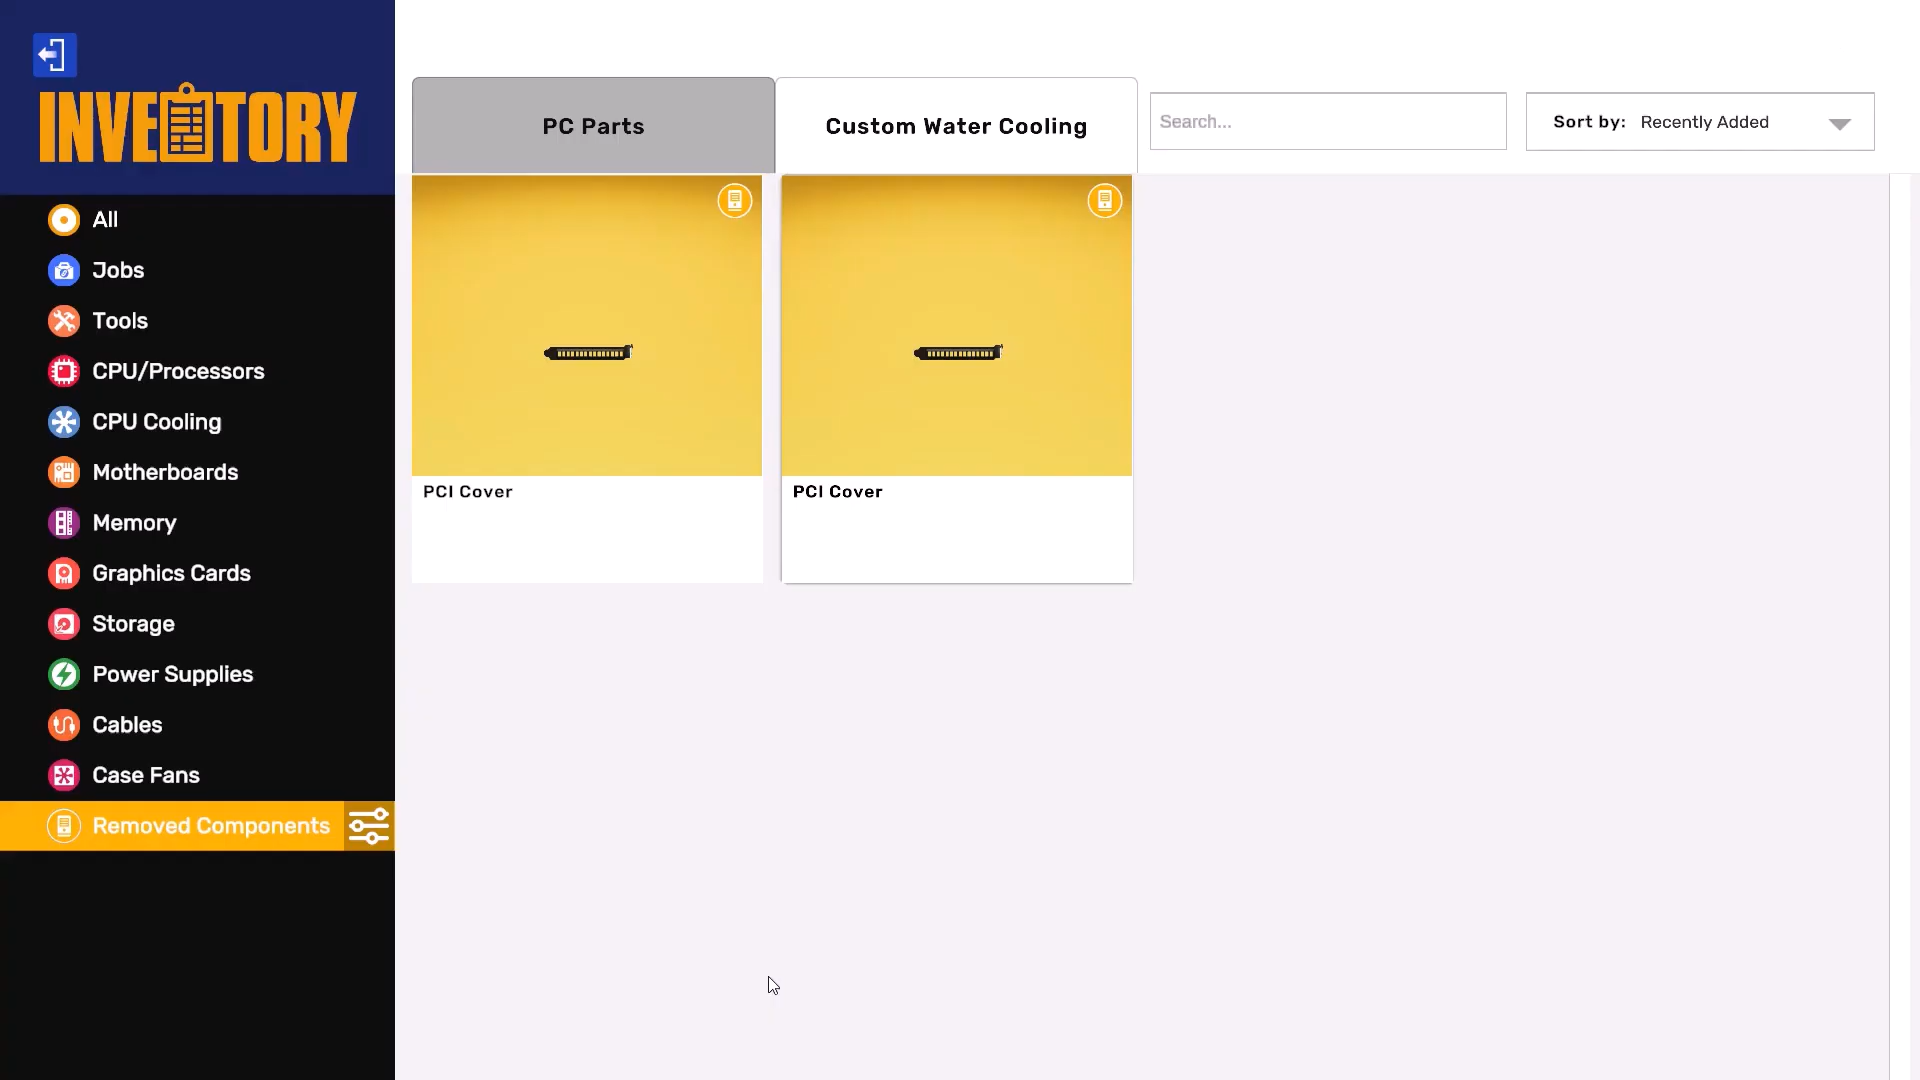 INVENTORY
All
Jobs
Tools
CPU/Processors
CPU Cooling
Motherboards
Memory
Graphics Cards
Storage
Power Supplies
Cables
Case Fans
Removed Components
PC Parts
Custom Water Cooling
Search...
Sort by: Recently Added
PCI Cover
PCI Cover